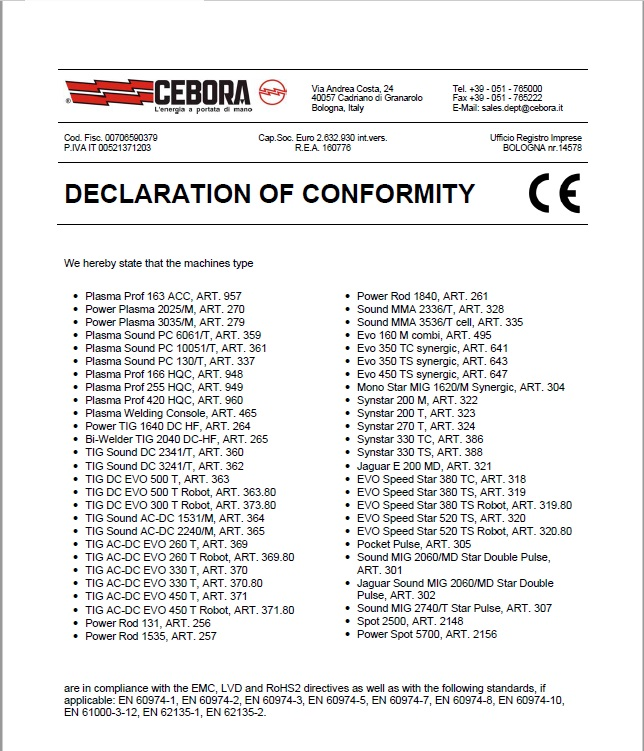 CEBORA
L'energia a portata di mano
®
Via Andrea Costa, 24
40057 Cadriano di Granarolo
Bologna, Italy
Tel. +39 - 051 - 765000
Fax +39 - 051 - 765222
E-Mail: sales.dept@cebora.it
Cod. Fisc. 00706590379
P.IVA IT 00521371203
Cap.Soc. Euro 2.632.930 int.vers.
R.E.A. 160776
Ufficio Registro Imprese
BOLOGNA nr.14578
DECLARATION OF CONFORMITY
CE
We hereby state that the machines type
• Plasma Prof 163 ACC, ART. 957
• Power Plasma 2025/M, ART. 270
• Power Plasma 3035/M, ART. 279
• Plasma Sound PC 6061/T, ART. 359
• Plasma Sound PC 10051/T, ART. 361
• Plasma Sound PC 130/T, ART. 337
• Plasma Prof 166 HQC, ART. 948
• Plasma Prof 255 HQC, ART. 949
• Plasma Prof 420 HQC, ART. 960
• Plasma Welding Console, ART. 465
• Power TIG 1640 DC HF, ART. 264
• Bi-Welder TIG 2040 DC-HF, ART. 265
• TIG Sound DC 2341/T, ART. 360
• TIG Sound DC 3241/T, ART. 362
• TIG DC EVO 500 T, ART. 363
• TIG DC EVO 500 T Robot, ART. 363.80
• TIG DC EVO 300 T Robot, ART. 373.80
• TIG Sound AC-DC 1531/M, ART. 364
• TIG Sound AC-DC 2240/M, ART. 365
• TIG AC-DC EVO 260 T, ART. 369
• TIG AC-DC EVO 260 T Robot, ART. 369.80
• TIG AC-DC EVO 330 T, ART. 370
• TIG AC-DC EVO 330 T, ART. 370.80
• TIG AC-DC EVO 450 T, ART. 371
• TIG AC-DC EVO 450 T Robot, ART. 371.80
• Power Rod 131, ART. 256
• Power Rod 1535, ART. 257
• Power Rod 1840, ART. 261
• Sound MMA 2336/T, ART. 328
• Sound MMA 3536/T cell, ART. 335
• Evo 160 M combi, ART. 495
• Evo 350 TC synergic, ART. 641
• Evo 350 TS synergic, ART. 643
• Evo 450 TS synergic, ART. 647
• Mono Star MIG 1620/M Synergic, ART. 304
• Synstar 200 M, ART. 322
• Synstar 200 T, ART. 323
• Synstar 270 T, ART. 324
• Synstar 330 TC, ART. 386
• Synstar 330 TS, ART. 388
• Jaguar E 200 MD, ART. 321
• EVO Speed Star 380 TC, ART. 318
• EVO Speed Star 380 TS, ART. 319
• EVO Speed Star 380 TS Robot, ART. 319.80
• EVO Speed Star 520 TS, ART. 320
• EVO Speed Star 520 TS Robot, ART. 320.80
• Pocket Pulse, ART. 305
• Sound MIG 2060/MD Star Double Pulse,
ART. 301
• Jaguar Sound MIG 2060/MD Star Double
Pulse, ART. 302
• Sound MIG 2740/T Star Pulse, ART. 307
• Spot 2500, ART. 2148
• Power Spot 5700, ART. 2156
are in compliance with the EMC, LVD and RoHS2 directives as well as with the following standards, if
applicable: EN 60974-1, EN 60974-2, EN 60974-3, EN 60974-5, EN 60974-7, EN 60974-8, EN 60974-10,
EN 61000-3-12, EN 62135-1, EN 62135-2.